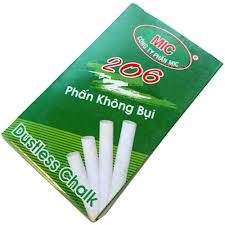 MIC
CÔNG TY PHẤN MIC
206
Phấn Không Bụi
Dustless Chalk